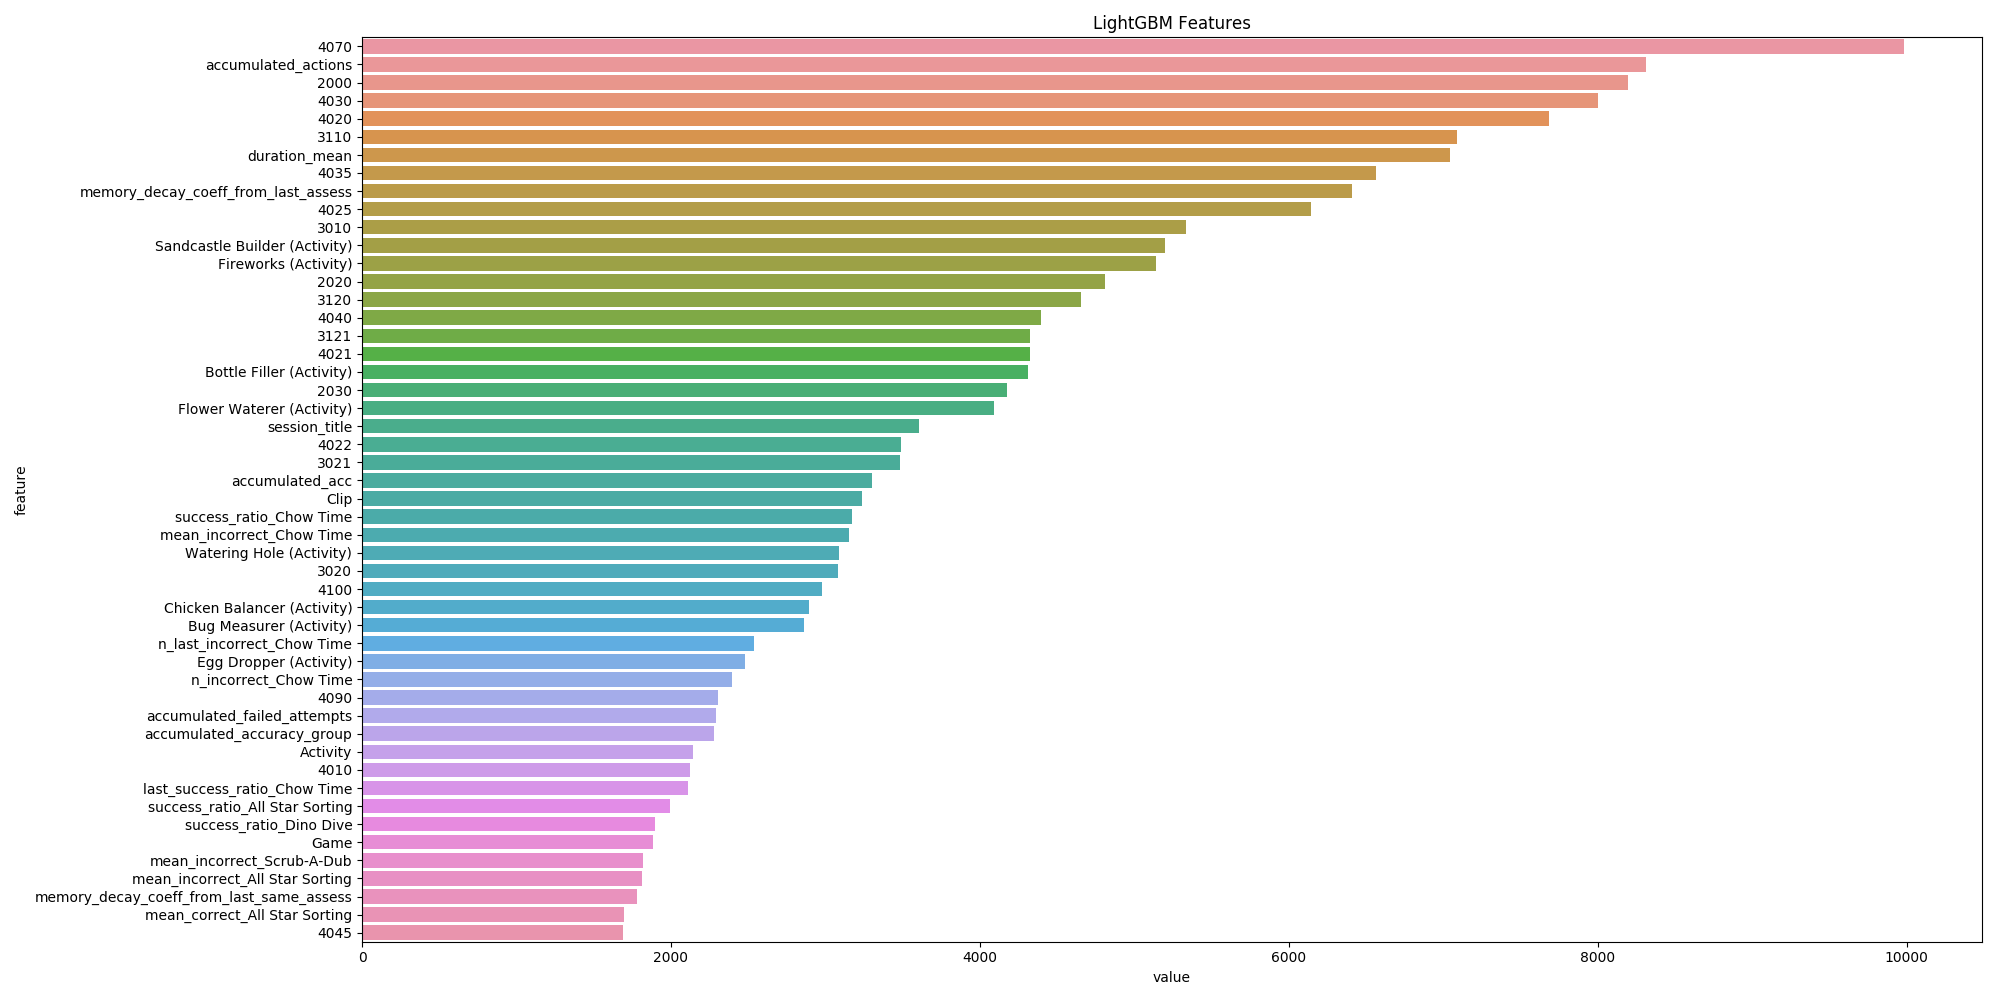 LightGBM Features
4070
accumulated_actions
2000
4030
4020
3110
duration_mean
4035
memory_decay_coeff_from_last_assess
4025
3010
Sandcastle Builder (Activity)
Fireworks (Activity)
2020
3120
4040
3121
4021
Bottle Filler (Activity)
2030
Flower Waterer (Activity)
session_title
4022
3021
accumulated_acc
Clip
success_ratio_Chow Time
mean_incorrect_Chow Time
Watering Hole (Activity)
3020
4100
Chicken Balancer (Activity)
Bug Measurer (Activity)
n_last_incorrect_Chow Time
Egg Dropper (Activity)
n_incorrect_Chow Time
4090
accumulated_failed_attempts
accumulated_accuracy_group
Activity
4010
last_success_ratio_Chow Time
success_ratio_All Star Sorting
success_ratio_Dino Dive
Game
mean_incorrect_Scrub-A-Dub
mean_incorrect_All Star Sorting
memory_decay_coeff_from_last_same_assess
mean_correct_All Star Sorting
4045
feature
0 2000 4000 6000 8000 10000
value